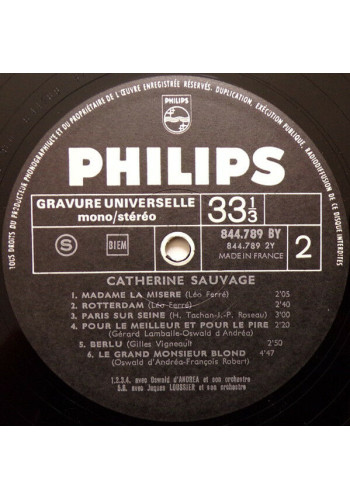 TOUS DROITS DU PRODUCTEUR PHONOGRAPHIQUE ET DU PROPRIÉTAIRE DE L'ŒUVRE ENREGISTRÉE RÉSERVÉS. DUPLICATION, EXÉCUTION PUBLIQUE, RADIODIFFUSION DE CE DISQUE INTERDITES
PHILIPS
PHILIPS
GRAVURE UNIVERSELLE
mono/stéréo
33 1/3
844.789 BY
844.789 2Y
MADE IN FRANCE
2
S
BIEM
CATHERINE SAUVAGE
1. MADAME LA MISERE (Léo Ferré) 2'05
2. ROTTERDAM (Léo Ferré) 2'40
3. PARIS SUR SEINE (H. Tachan-J.-P. Roseau) 3'00
4. POUR LE MEILLEUR ET POUR LE PIRE 2'20
(Gérard Lamballe-Oswald d'Andréa)
5. BERLU (Gilles Vigneault) 2'50
6. LE GRAND MONSIEUR BLOND 4'47
(Oswald d'Andréa-François Robert)
1.2.3.4. avec Oswald d'ANDREA et son orchestre
5.6. avec Jacques LOUSSIER et son orchestre